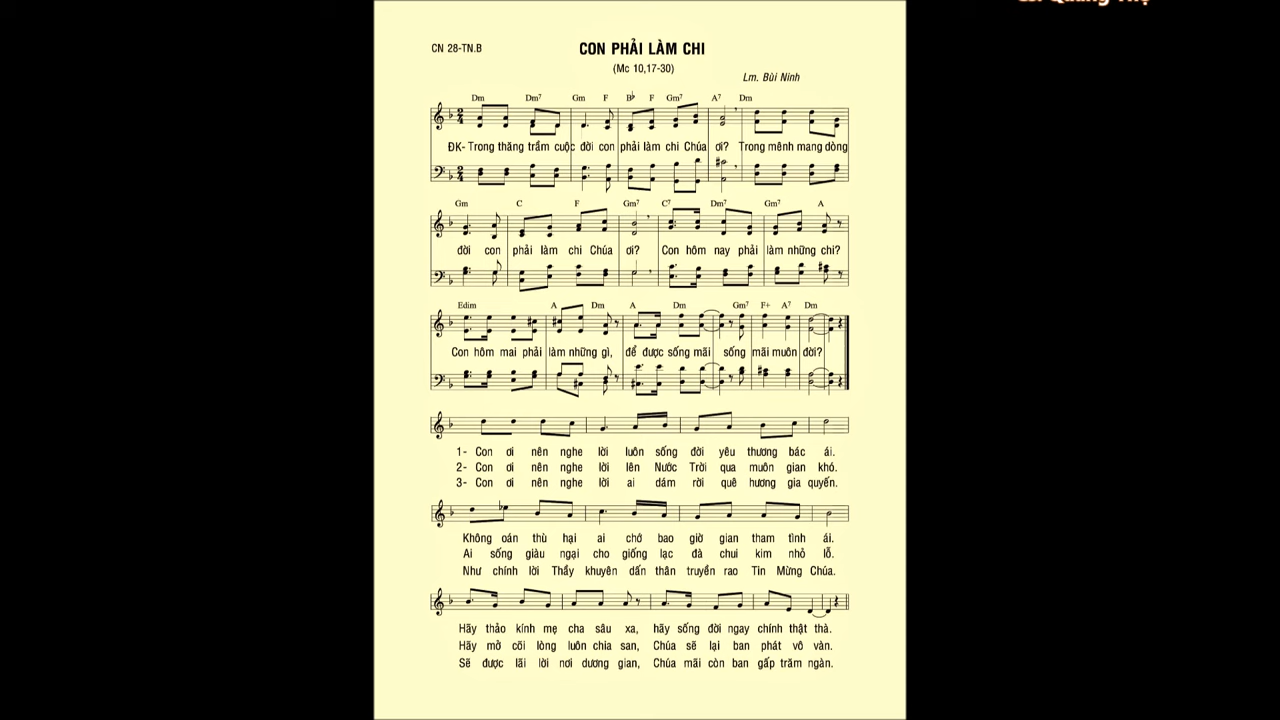 CN 28-TN.B
CON PHẢI LÀM CHI
(Mc 10,17-30)
Lm. Bùi Ninh
Dm Dm7 Gm F Bb F Gm7 A7 Dm
ĐK- Trong thăng trầm cuộc đời con phải làm chi Chúa ơi? Trong mênh mang dòng
Gm C F Gm7 C7 Dm7 Gm7 A
đời con phải làm chi Chúa ơi? Con hôm nay phải làm những chi?
Edim A Dm A Dm Gm7 F+ A7 Dm
Con hôm mai phải làm những gì, để được sống mãi sống mãi muôn đời?
1- Con ơi nên nghe lời luôn sống đời yêu thương bác ái.
2- Con ơi nên nghe lời lên Nước Trời qua muôn gian khó.
3- Con ơi nên nghe lời ai dám rời quê hương gia quyến.
Không oán thù hại ai chớ bao giờ gian tham tình ái.
Ai sống giàu ngại cho giống lạc đà chui kim nhỏ lỗ.
Như chính lời Thầy khuyên dấn thân truyền rao Tin Mừng Chúa.
Hãy thảo kính mẹ cha sâu xa, hãy sống đời ngay chính thật thà.
Hãy mở cõi lòng luôn chia san, Chúa sẽ lại ban phát vô vàn.
Sẽ được lãi lời nơi dương gian, Chúa mãi còn ban gấp trăm ngàn.